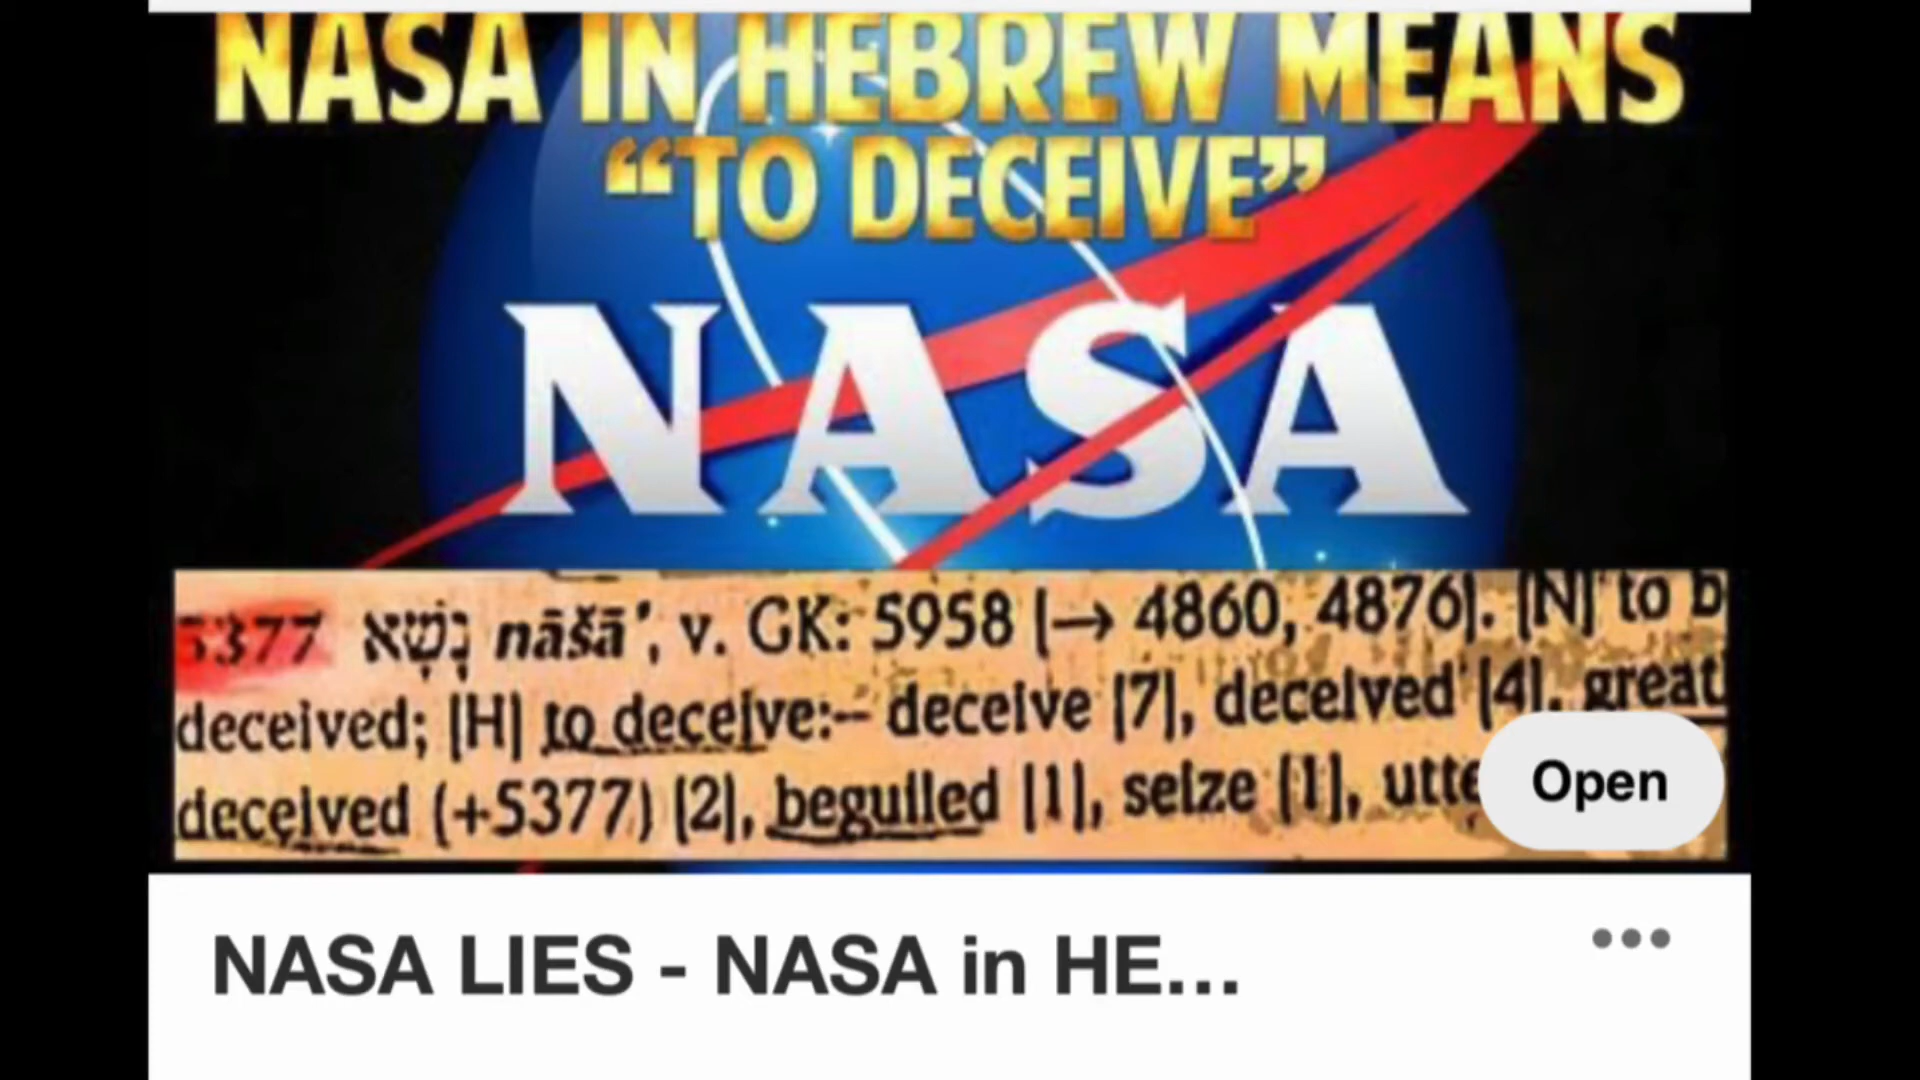 NASA IN HEBREW MEANS
“TO DECEIVE”
NASA
5377 נָשָׁא nāšā’, v. GK: 5958 [→ 4860, 4876]. [N] to b
deceived; [H] to deceive:– deceive [7], deceived [4], great
deceived (+5377) [2], beguiled [1], seize [1], utte
Open
NASA LIES - NASA in HE...